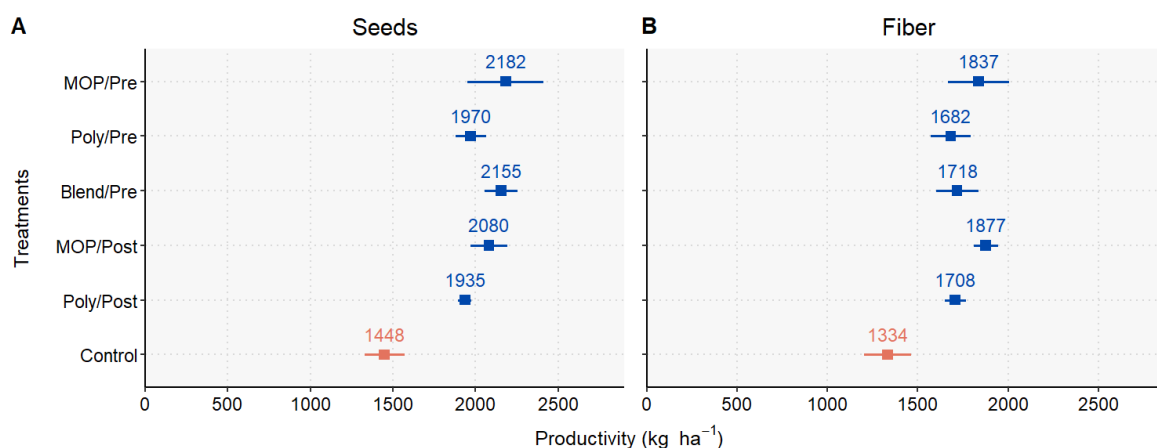 A
Seeds
B
Fiber
Treatments
MOP/Pre
2182
1837
Poly/Pre
1970
1682
Blend/Pre
2155
1718
MOP/Post
2080
1877
Poly/Post
1935
1708
Control
1448
1334
0 500 1000 1500 2000 2500
0 500 1000 1500 2000 2500
Productivity (kg ha⁻¹)